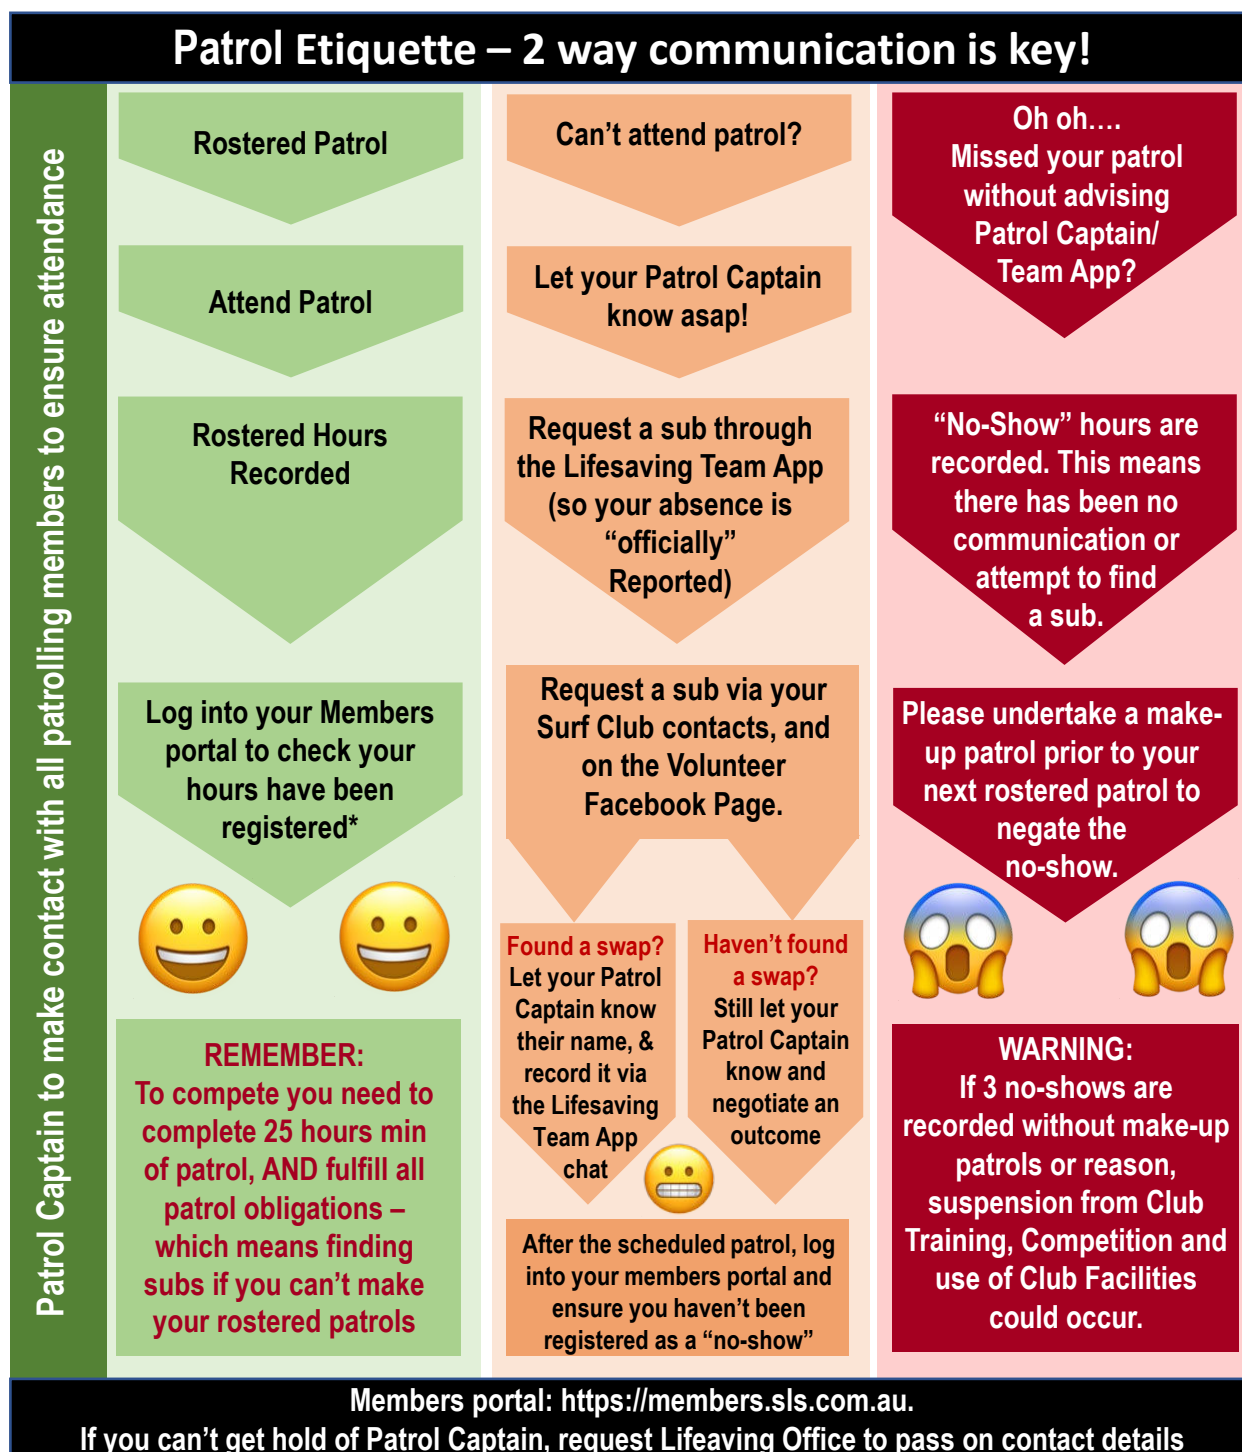 Patrol Etiquette – 2 way communication is key!
Patrol Captain to make contact with all patrolling members to ensure attendance
Rostered Patrol
Attend Patrol
Rostered Hours
Recorded
Log into your Members
portal to check your
hours have been
registered*
REMEMBER:
To compete you need to
complete 25 hours min
of patrol, AND fulfill all
patrol obligations –
which means finding
subs if you can't make
your rostered patrols
Can't attend patrol?
Let your Patrol Captain
know asap!
Request a sub through
the Lifesaving Team App
(so your absence is
“officially”
Reported)
Request a sub via your
Surf Club contacts, and
on the Volunteer
Facebook Page.
Found a swap?
Let your Patrol
Captain know
their name, &
record it via
the Lifesaving
Team App
chat
Haven't found
a swap?
Still let your
Patrol Captain
know and
negotiate an
outcome
After the scheduled patrol, log
into your members portal and
ensure you haven't been
registered as a “no-show”
Oh oh....
Missed your patrol
without advising
Patrol Captain/
Team App?
“No-Show” hours are
recorded. This means
there has been no
communication or
attempt to find
a sub.
Please undertake a make-
up patrol prior to your
next rostered patrol to
negate the
no-show.
WARNING:
If 3 no-shows are
recorded without make-up
patrols or reason,
suspension from Club
Training, Competition and
use of Club Facilities
could occur.
Members portal: https://members.sls.com.au.
If you can't get hold of Patrol Captain, request Lifeaving Office to pass on contact details